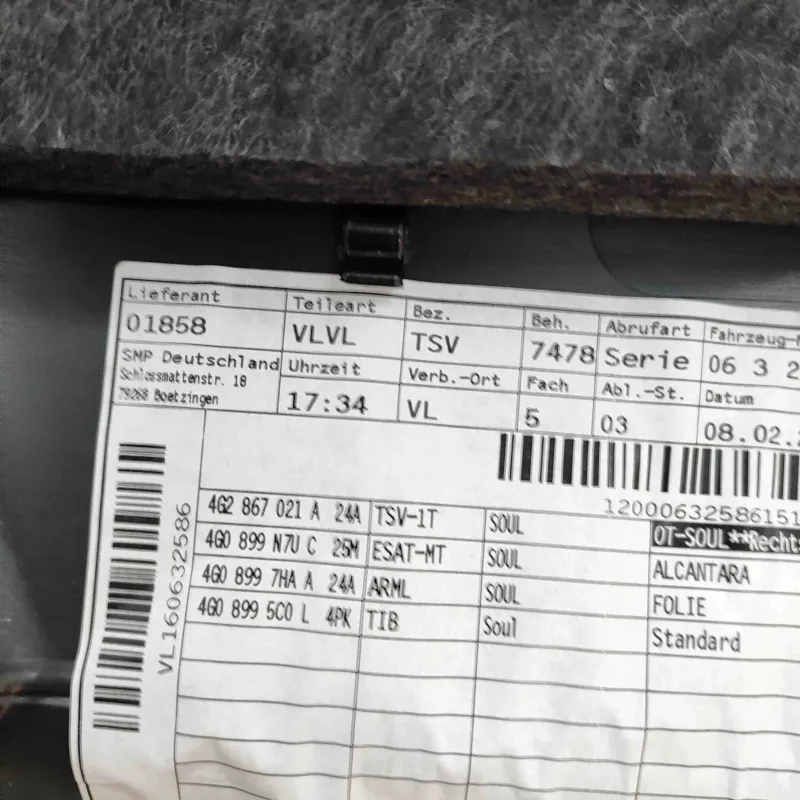 Lieferant Teileart Bez. Beh. Abrufart Fahrzeug-
01858 VLVL TSV 7478 Serie 06 3 2
SMP Deutschland Uhrzeit Verb.-Ort Fach Abl.-St. Datum
Schlossmattenstr. 18
79268 Boetzingen 17:34 VL 5 03 08.02.
12000632586151
4G2 867 021 A 24A TSV-1T SOUL OT-SOUL**Rechts
4G0 899 N7U C 25M ESAT-MT SOUL ALCANTARA
4G0 899 7HA A 24A ARML SOUL FOLIE
4G0 899 5C0 L 4PK TIB Soul Standard
VL160632586